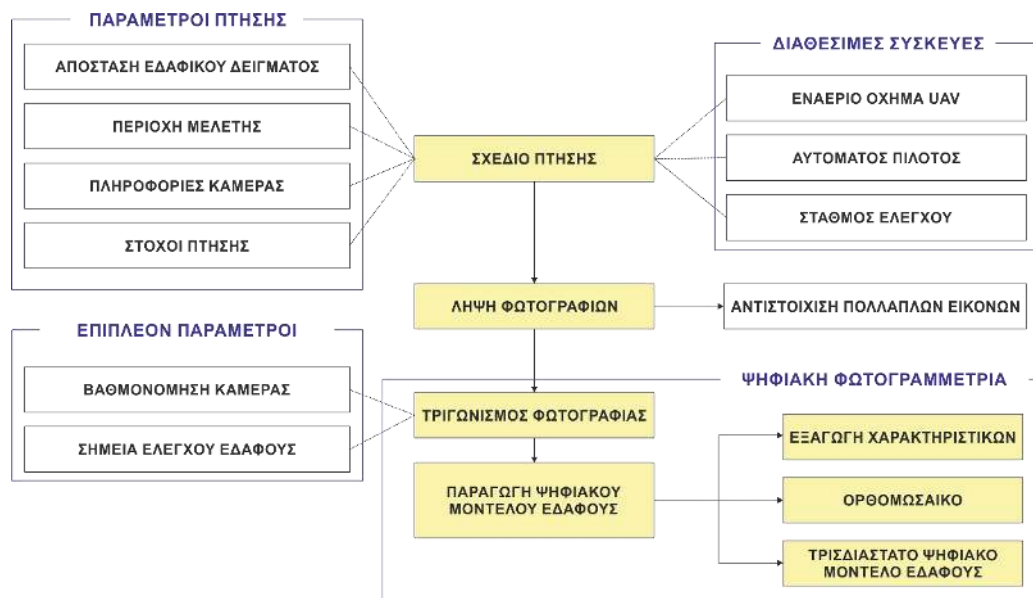 ΠΑΡΑΜΕΤΡΟΙ ΠΤΗΣΗΣ
ΑΠΟΣΤΑΣΗ ΕΔΑΦΙΚΟΥ ΔΕΙΓΜΑΤΟΣ
ΠΕΡΙΟΧΗ ΜΕΛΕΤΗΣ
ΠΛΗΡΟΦΟΡΙΕΣ ΚΑΜΕΡΑΣ
ΣΤΟΧΟΙ ΠΤΗΣΗΣ
ΣΧΕΔΙΟ ΠΤΗΣΗΣ
ΔΙΑΘΕΣΙΜΕΣ ΣΥΣΚΕΥΕΣ
ΕΝΑΕΡΙΟ ΟΧΗΜΑ UAV
ΑΥΤΟΜΑΤΟΣ ΠΙΛΟΤΟΣ
ΣΤΑΘΜΟΣ ΕΛΕΓΧΟΥ
ΛΗΨΗ ΦΩΤΟΓΡΑΦΙΩΝ
ΑΝΤΙΣΤΟΙΧΙΣΗ ΠΟΛΛΑΠΛΩΝ ΕΙΚΟΝΩΝ
ΕΠΙΠΛΕΟΝ ΠΑΡΑΜΕΤΡΟΙ
ΒΑΘΜΟΝΟΜΗΣΗ ΚΑΜΕΡΑΣ
ΣΗΜΕΙΑ ΕΛΕΓΧΟΥ ΕΔΑΦΟΥΣ
ΨΗΦΙΑΚΗ ΦΩΤΟΓΡΑΜΜΕΤΡΙΑ
ΤΡΙΓΩΝΙΣΜΟΣ ΦΩΤΟΓΡΑΦΙΑΣ
ΠΑΡΑΓΩΓΗ ΨΗΦΙΑΚΟΥ
ΜΟΝΤΕΛΟΥ ΕΔΑΦΟΥΣ
ΕΞΑΓΩΓΗ ΧΑΡΑΚΤΗΡΙΣΤΙΚΩΝ
ΟΡΘΟΜΩΣΑΙΚΟ
ΤΡΙΣΔΙΑΣΤΑΤΟ ΨΗΦΙΑΚΟ
ΜΟΝΤΕΛΟ ΕΔΑΦΟΥΣ